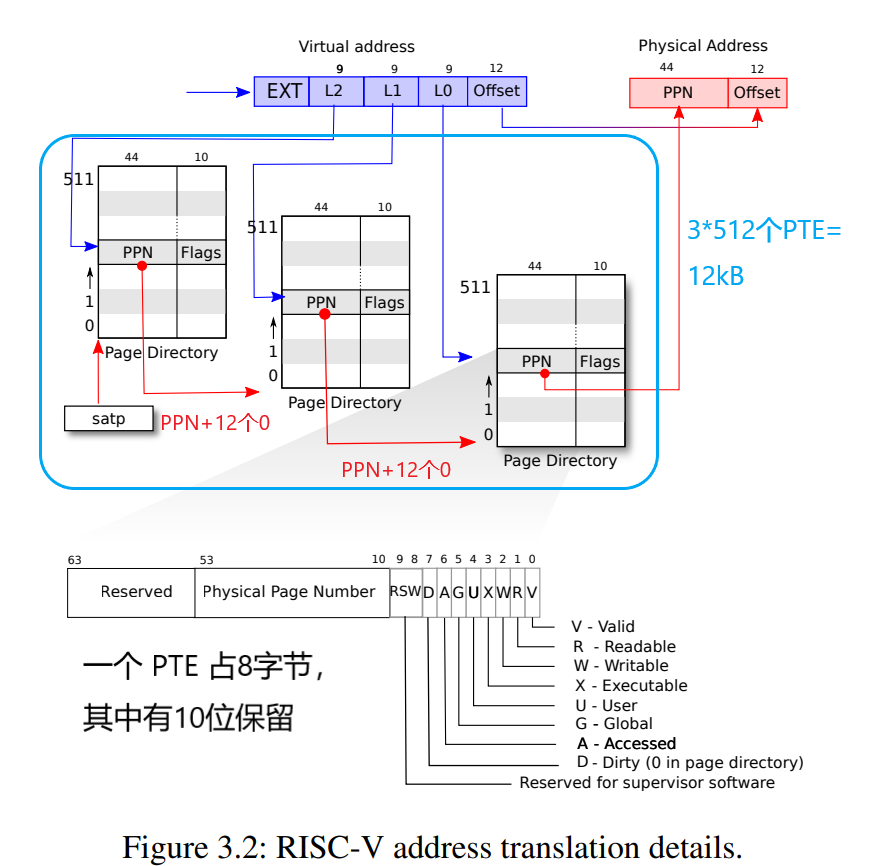 Virtual address
Physical Address
9 9 9 12
44 12
EXT L2 L1 L0 Offset
PPN Offset
44 10
511
PPN Flags
1
0
Page Directory
satp
PPN+12个0
44 10
511
PPN Flags
1
0
Page Directory
PPN+12个0
44 10
511
PPN Flags
1
0
Page Directory
3*512个PTE=
12kB
63 53 10 9 8 7 6 5 4 3 2 1 0
Reserved Physical Page Number RSW D A G U X W R V
V - Valid
R - Readable
W - Writable
X - Executable
U - User
G - Global
A - Accessed
D - Dirty (0 in page directory)
Reserved for supervisor software
一个 PTE 占8字节，
其中有10位保留
Figure 3.2: RISC-V address translation details.